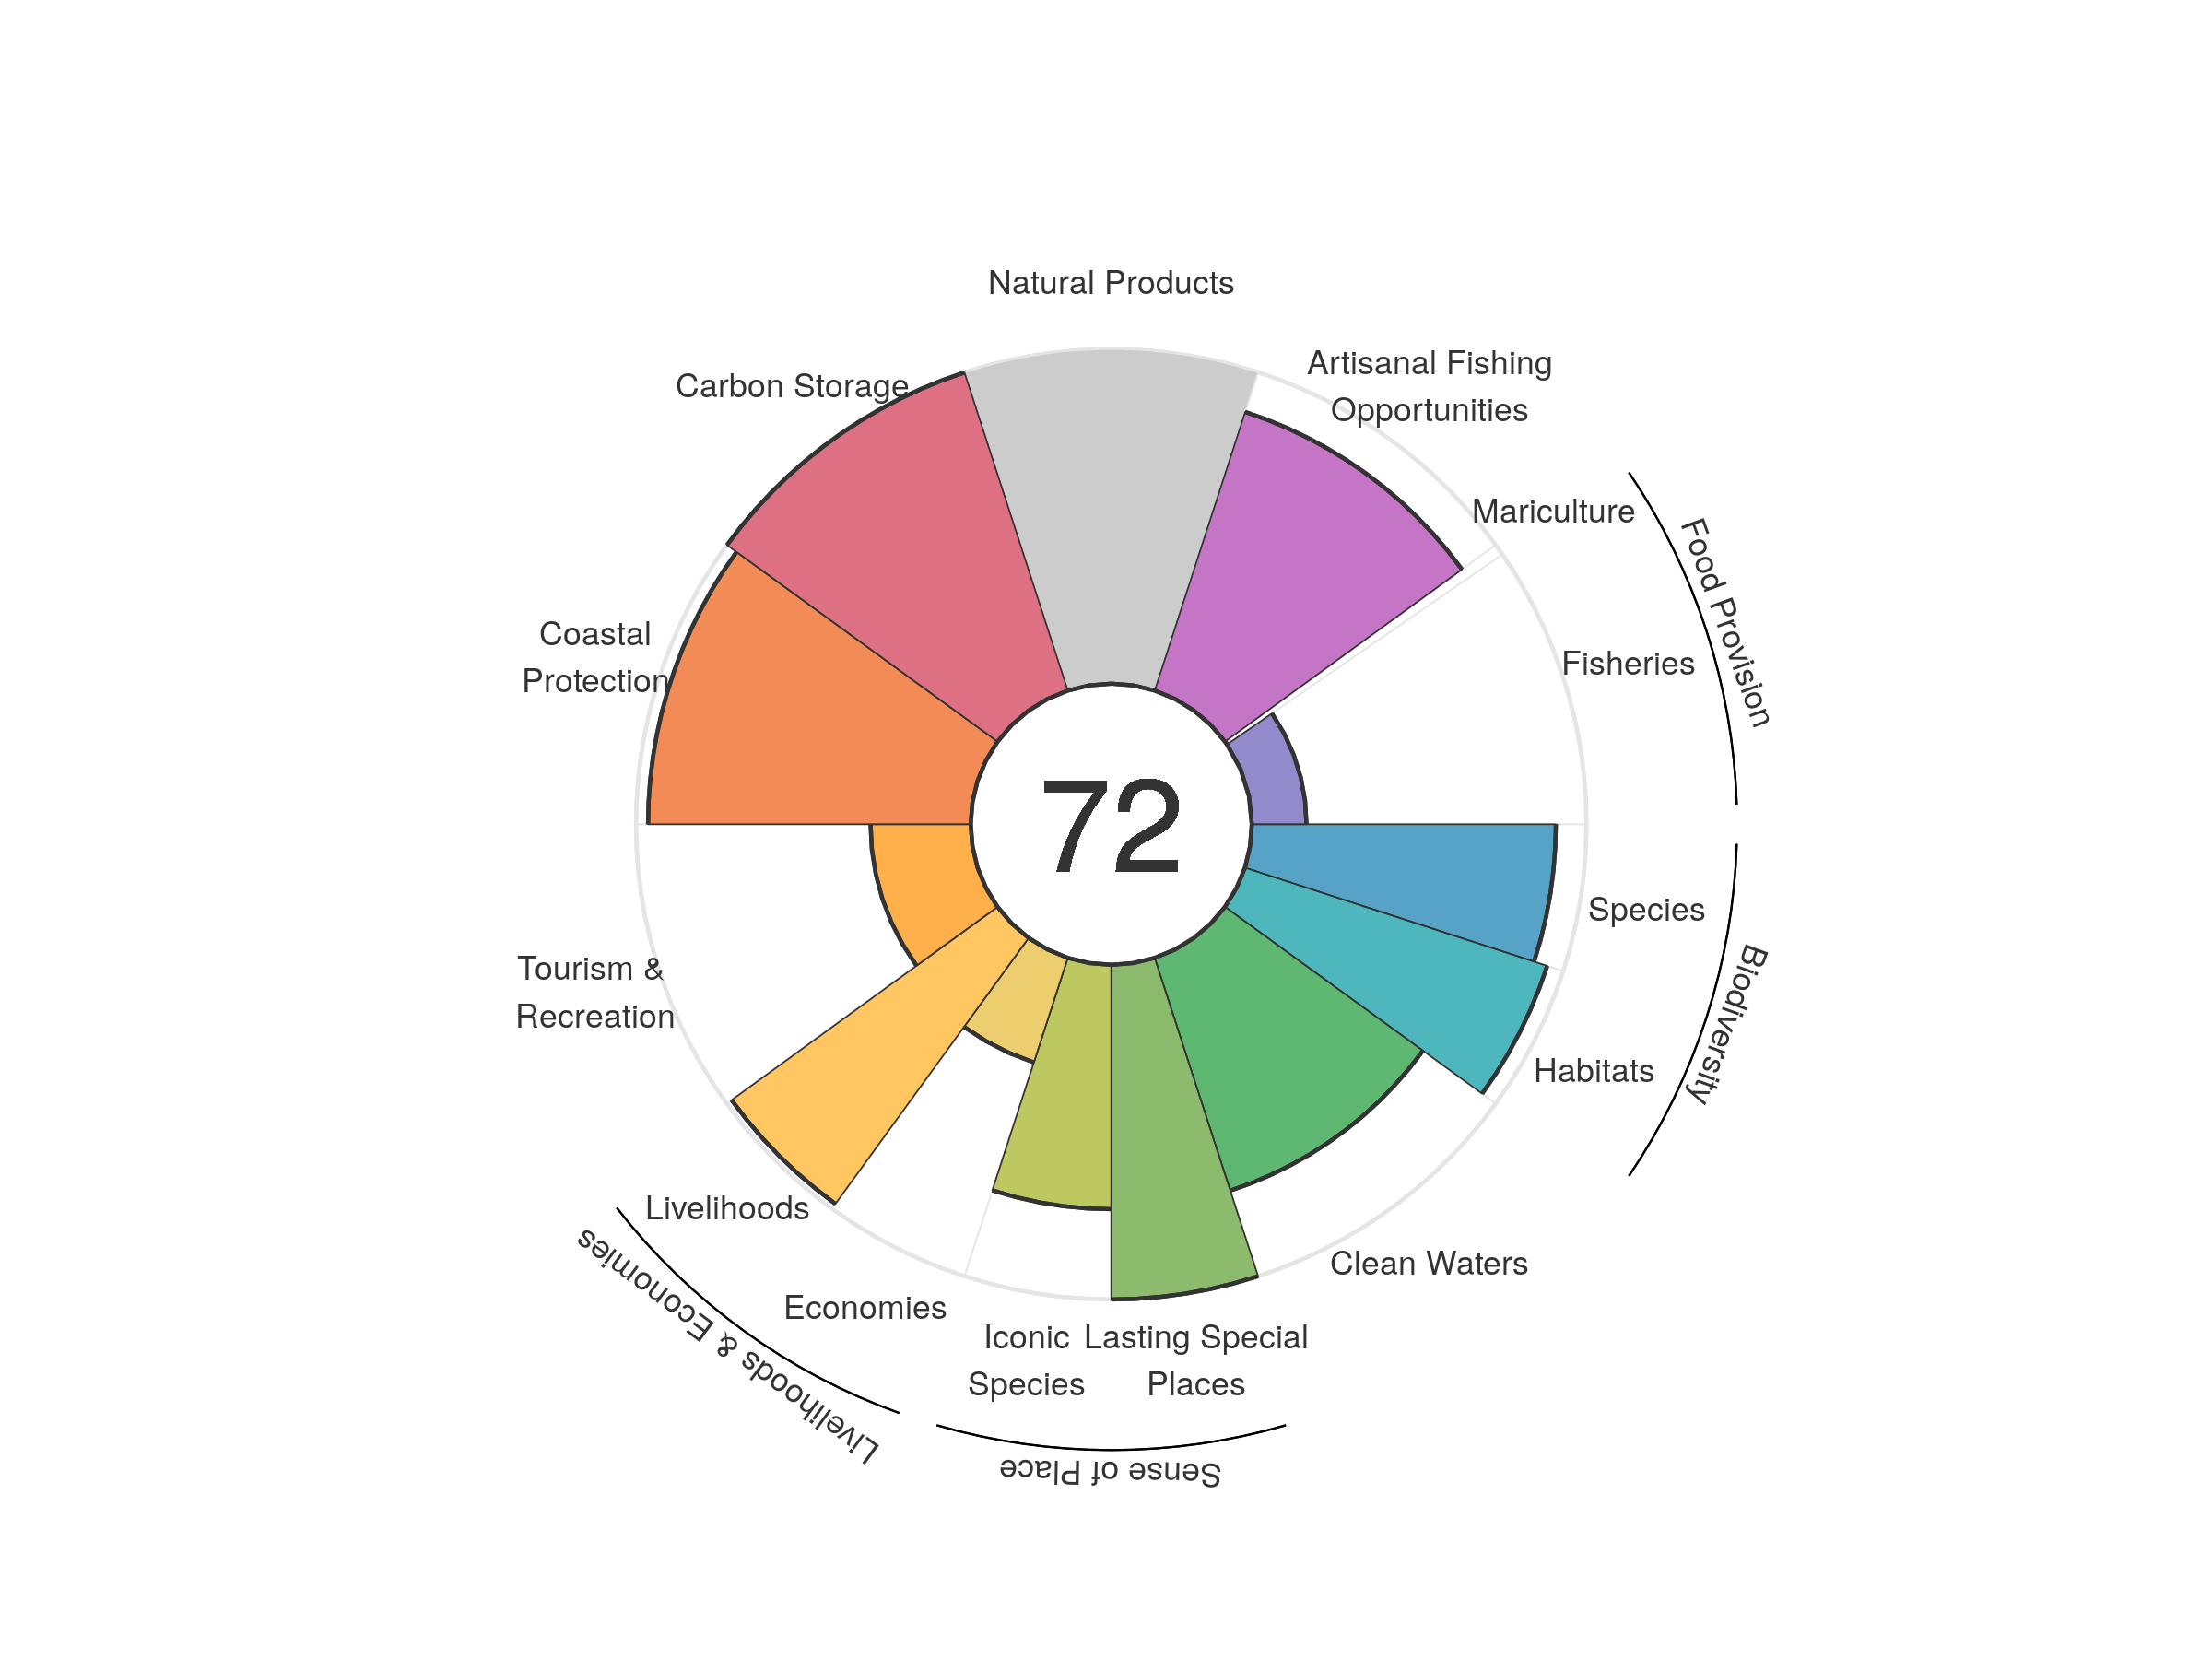 Natural Products
Artisanal Fishing
Opportunities
Carbon Storage
Mariculture
Food Provision
Coastal
Protection
Fisheries
72
Species
Biodiversity
Tourism &
Recreation
Habitats
Livelihoods
Livelihoods & Economies
Clean Waters
Economies
Iconic
Species
Lasting Special
Places
Sense of Place